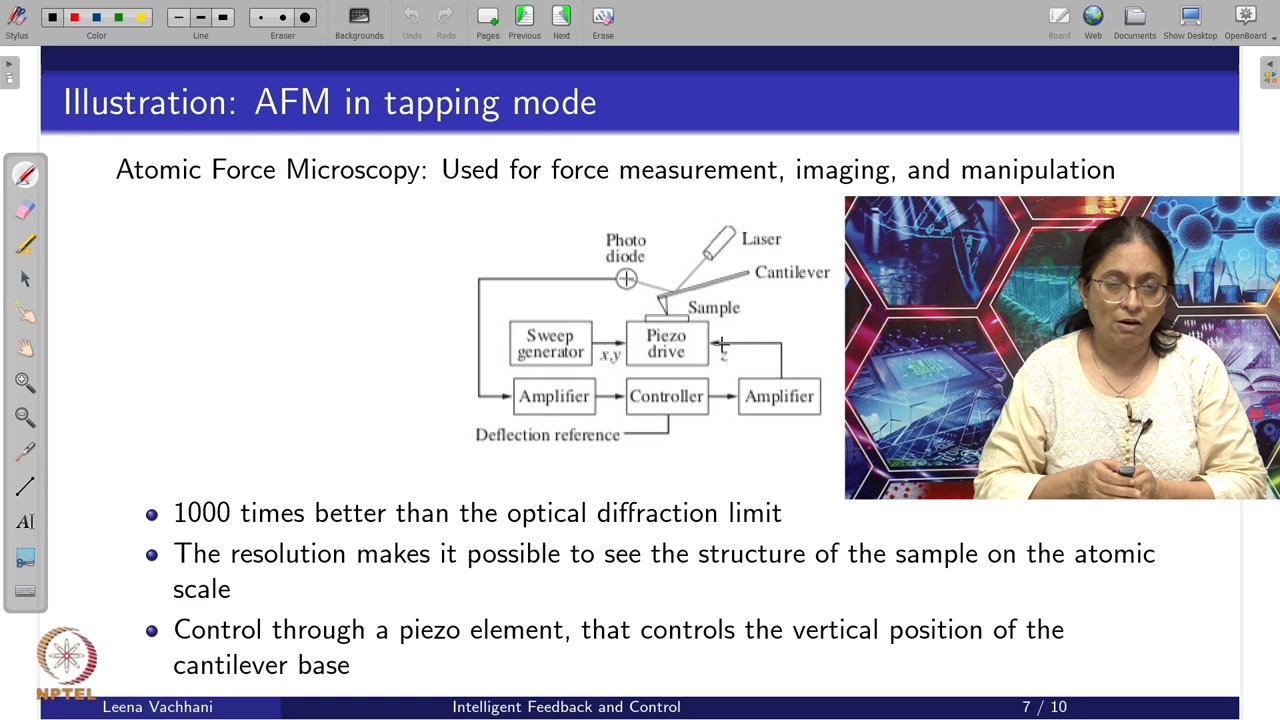 Stylus
Color
Line
Eraser
Backgrounds
Undo
Redo
Pages
Previous
Next
Erase
Board
Web
Documents
Show Desktop
OpenBoard
Illustration: AFM in tapping mode
Atomic Force Microscopy: Used for force measurement, imaging, and manipulation
Photo
diode
Laser
Cantilever
Sample
Sweep
generator
x,y
Piezo
drive
z
Amplifier
Controller
Amplifier
Deflection reference
1000 times better than the optical diffraction limit
The resolution makes it possible to see the structure of the sample on the atomic
scale
Control through a piezo element, that controls the vertical position of the
cantilever base
AI
NPTEL
Leena Vachhani
Intelligent Feedback and Control
7 / 10